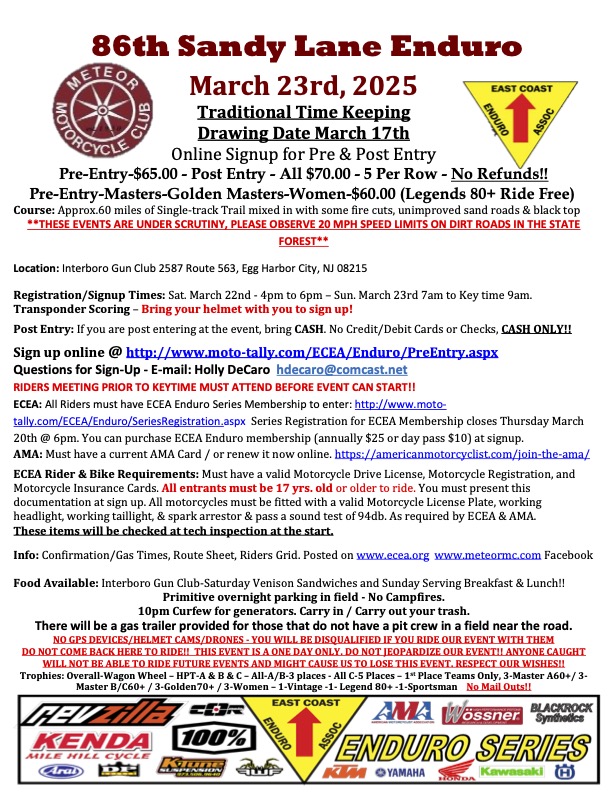 86th Sandy Lane Enduro
METEOR
MOTORCYCLE CLUB
March 23rd, 2025
EAST COAST
ENDURO ASSOC
Traditional Time Keeping
Drawing Date March 17th
Online Signup for Pre & Post Entry
Pre-Entry-$65.00 - Post Entry - All $70.00 - 5 Per Row - No Refunds!!
Pre-Entry-Masters-Golden Masters-Women-$60.00 (Legends 80+ Ride Free)
Course: Approx.60 miles of Single-track Trail mixed in with some fire cuts, unimproved sand roads & black top
**THESE EVENTS ARE UNDER SCRUTINY, PLEASE OBSERVE 20 MPH SPEED LIMITS ON DIRT ROADS IN THE STATE
FOREST**
Location: Interboro Gun Club 2587 Route 563, Egg Harbor City, NJ 08215
Registration/Signup Times: Sat. March 22nd - 4pm to 6pm – Sun. March 23rd 7am to Key time 9am.
Transponder Scoring – Bring your helmet with you to sign up!
Post Entry: If you are post entering at the event, bring CASH. No Credit/Debit Cards or Checks, CASH ONLY!!
Sign up online @ http://www.moto-tally.com/ECEA/Enduro/PreEntry.aspx
Questions for Sign-Up - E-mail: Holly DeCaro hdecaro@comcast.net
RIDERS MEETING PRIOR TO KEYTIME MUST ATTEND BEFORE EVENT CAN START!!
ECEA: All Riders must have ECEA Enduro Series Membership to enter: http://www.moto-
tally.com/ECEA/Enduro/SeriesRegistration.aspx Series Registration for ECEA Membership closes Thursday March
20th @ 6pm. You can purchase ECEA Enduro membership (annually $25 or day pass $10) at signup.
AMA: Must have a current AMA Card / or renew it now online. https://americanmotorcyclist.com/join-the-ama/
ECEA Rider & Bike Requirements: Must have a valid Motorcycle Drive License, Motorcycle Registration, and
Motorcycle Insurance Cards. All entrants must be 17 yrs. old or older to ride. You must present this
documentation at sign up. All motorcycles must be fitted with a valid Motorcycle License Plate, working
headlight, working taillight, & spark arrestor & pass a sound test of 94db. As required by ECEA & AMA.
These items will be checked at tech inspection at the start.
Info: Confirmation/Gas Times, Route Sheet, Riders Grid. Posted on www.ecea.org www.meteormc.com Facebook
Food Available: Interboro Gun Club-Saturday Venison Sandwiches and Sunday Serving Breakfast & Lunch!!
Primitive overnight parking in field - No Campfires.
10pm Curfew for generators. Carry in / Carry out your trash.
There will be a gas trailer provided for those that do not have a pit crew in a field near the road.
NO GPS DEVICES/HELMET CAMS/DRONES - YOU WILL BE DISQUALIFIED IF YOU RIDE OUR EVENT WITH THEM
DO NOT COME BACK HERE TO RIDE!! THIS EVENT IS A ONE DAY ONLY. DO NOT JEOPARDIZE OUR EVENT!! ANYONE CAUGHT
WILL NOT BE ABLE TO RIDE FUTURE EVENTS AND MIGHT CAUSE US TO LOSE THIS EVENT. RESPECT OUR WISHES!!
Trophies: Overall-Wagon Wheel – HPT-A & B & C – All-A/B-3 places - All C-5 Places – 1st Place Teams Only, 3-Master A60+/ 3-
Master B/C60+ / 3-Golden70+ / 3-Women – 1-Vintage -1- Legend 80+ -1-Sportsman No Mail Outs!!
revzilla
EAST COAST
ENDURO ASSOC
AMA
Wössner.
BLACKROCK
Synthetics
KENDA
MILE HILL CYCLE
100%
ENDURO SERIES
Arai
K-Tune
SUSPENSION
KTM
YAMAHA
HONDA
Kawasaki